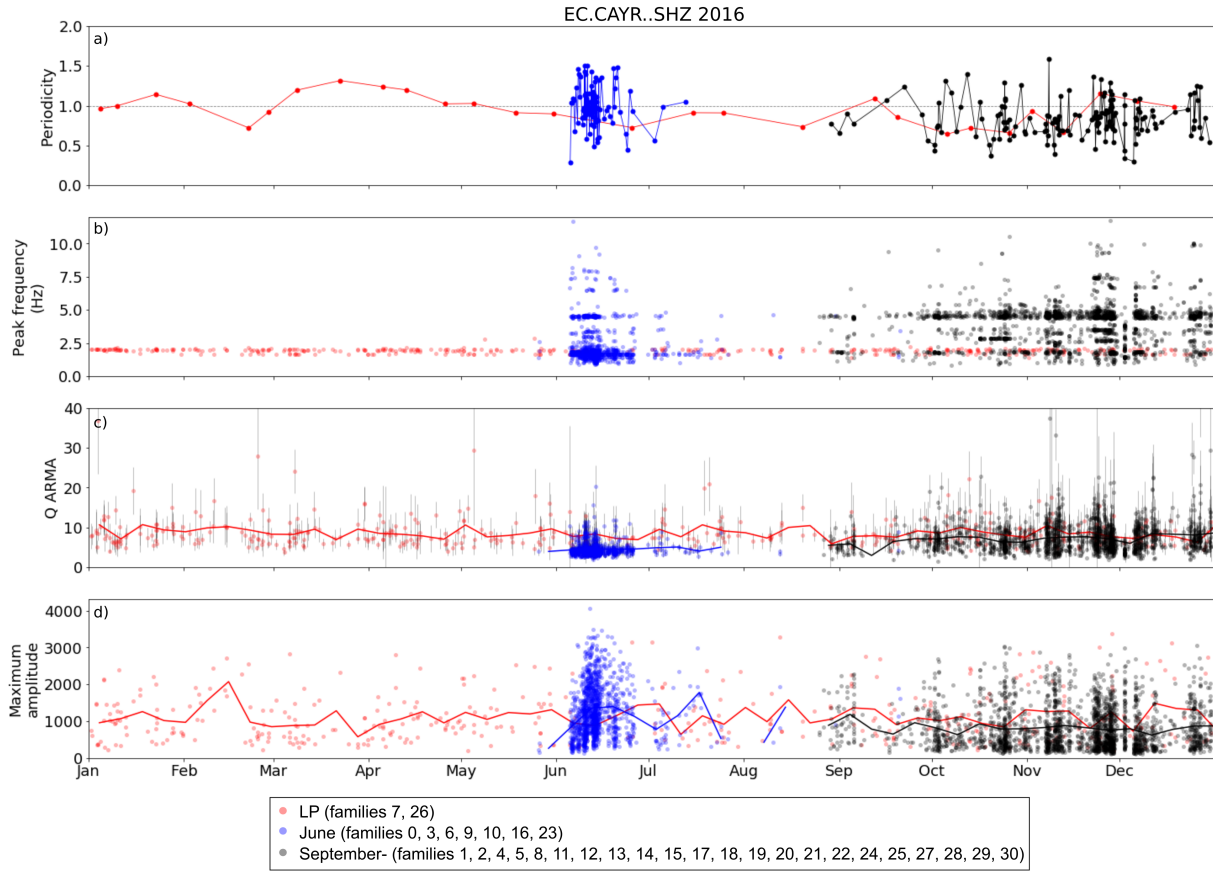 EC.CAYR..SHZ 2016
a)
Periodicity
2.0
1.5
1.0
0.5
0.0
b)
Peak frequency
(Hz)
10.0
7.5
5.0
2.5
0.0
c)
Q ARMA
40
30
20
10
0
d)
Maximum
amplitude
4000
3000
2000
1000
0
Jan Feb Mar Apr May Jun Jul Aug Sep Oct Nov Dec
LP (families 7, 26)
June (families 0, 3, 6, 9, 10, 16, 23)
September- (families 1, 2, 4, 5, 8, 11, 12, 13, 14, 15, 17, 18, 19, 20, 21, 22, 24, 25, 27, 28, 29, 30)